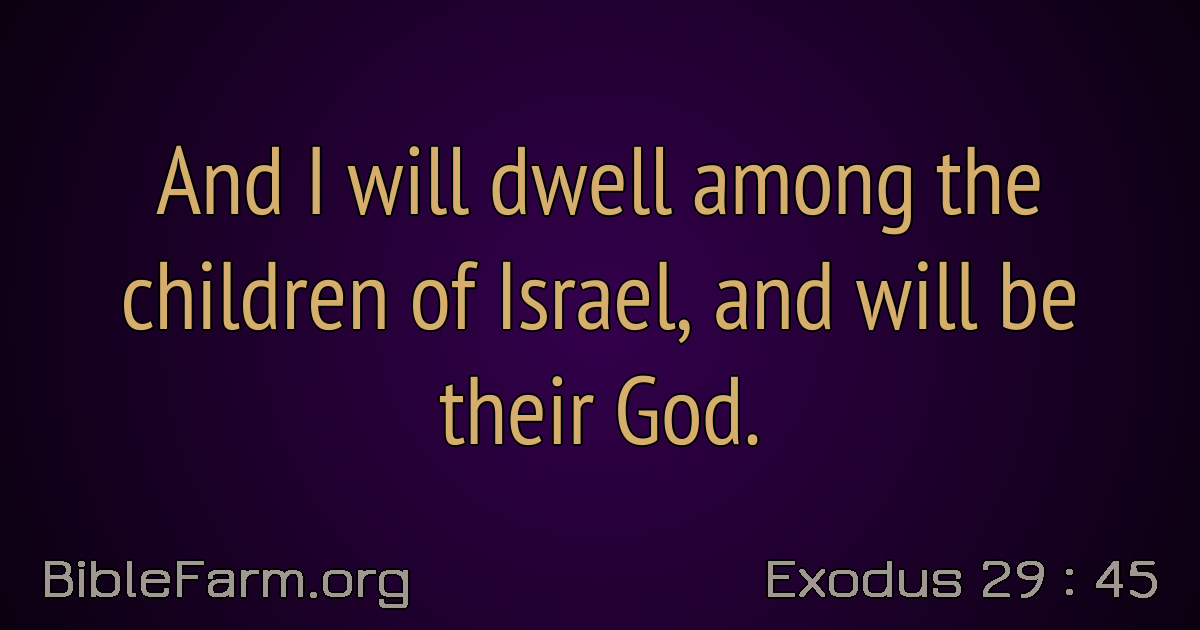 And I will dwell among the
children of Israel, and will be
their God.
BibleFarm.org
Exodus 29 : 45